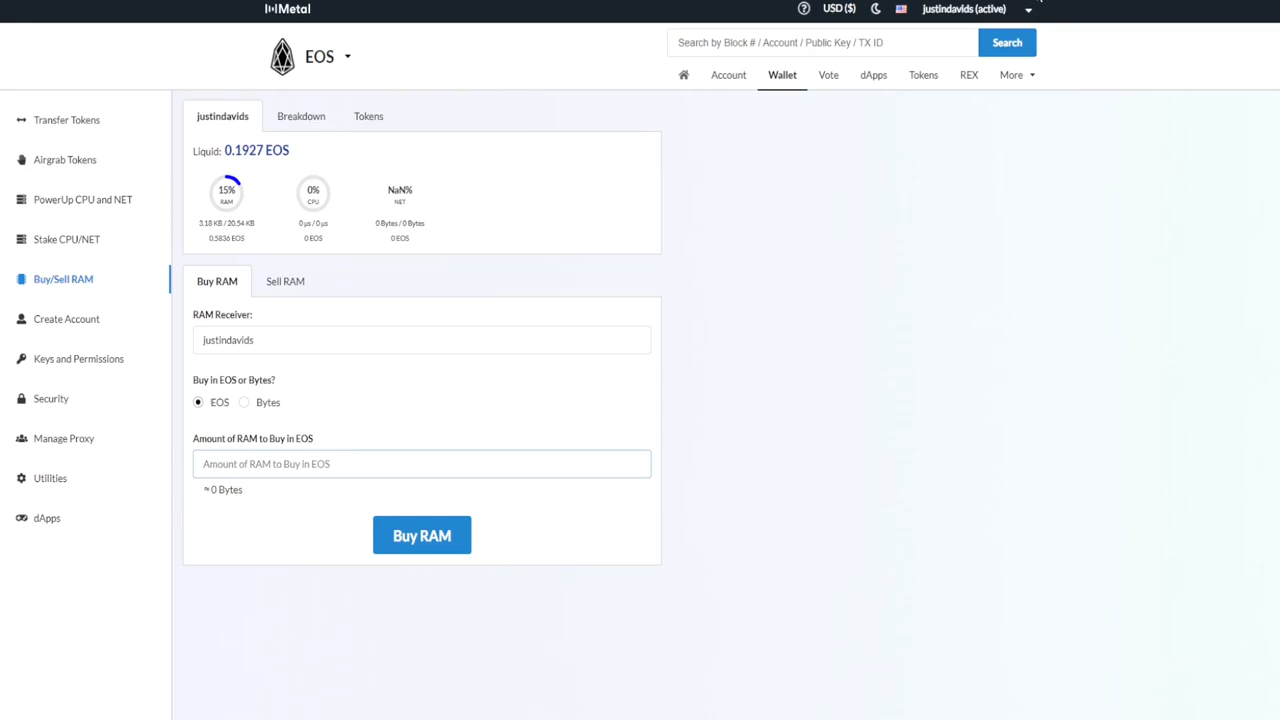 Metal
USD ($)
justindavids (active)
EOS
Search by Block # / Account / Public Key / TX ID
Search
Account
Wallet
Vote
dApps
Tokens
REX
More
Transfer Tokens
Airgrab Tokens
PowerUp CPU and NET
Stake CPU/NET
Buy/Sell RAM
Create Account
Keys and Permissions
Security
Manage Proxy
Utilities
dApps
justindavids
Breakdown
Tokens
Liquid: 0.1927 EOS
15%
RAM
3.18 KB / 20.54 KB
0.5836 EOS
0%
CPU
0 µs / 0 µs
0 EOS
NaN%
NET
0 Bytes / 0 Bytes
0 EOS
Buy RAM
Sell RAM
RAM Receiver:
justindavids
Buy in EOS or Bytes?
EOS
Bytes
Amount of RAM to Buy in EOS
Amount of RAM to Buy in EOS
≈ 0 Bytes
Buy RAM